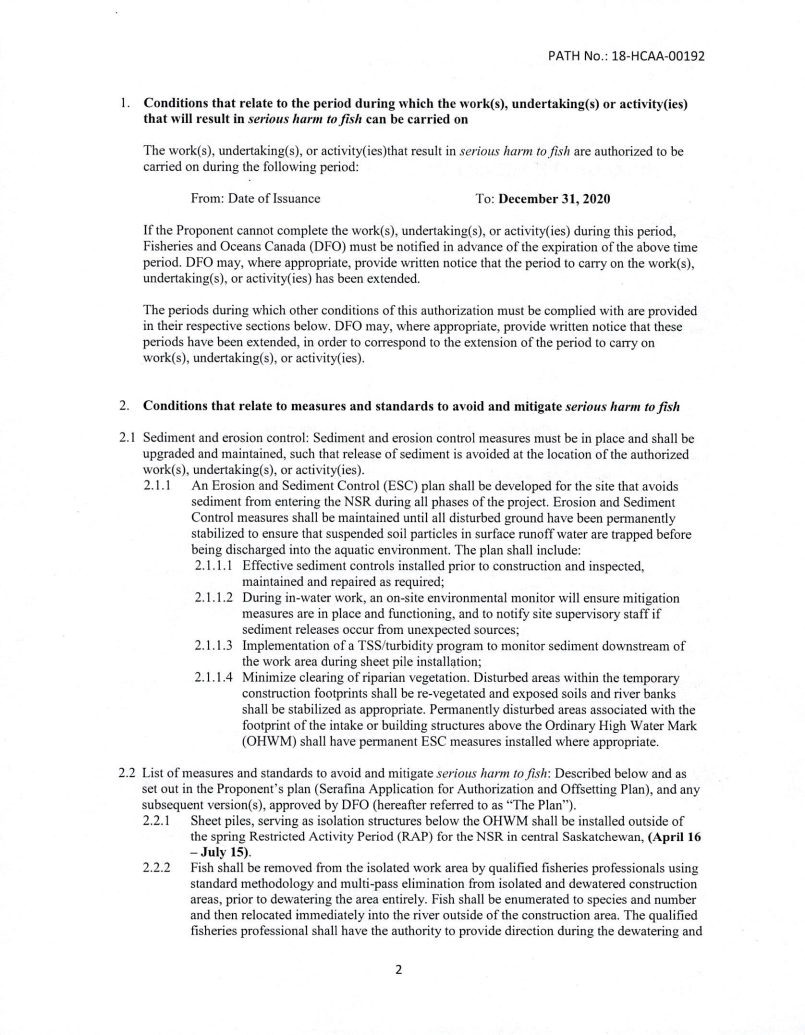 PATH No.: 18-HCAA-00192
1. Conditions that relate to the period during which the work(s), undertaking(s) or activity(ies)
that will result in serious harm to fish can be carried on
The work(s), undertaking(s), or activity(ies)that result in serious harm to fish are authorized to be
carried on during the following period:
From: Date of Issuance To: December 31, 2020
If the Proponent cannot complete the work(s), undertaking(s), or activity(ies) during this period,
Fisheries and Oceans Canada (DFO) must be notified in advance of the expiration of the above time
period. DFO may, where appropriate, provide written notice that the period to carry on the work(s),
undertaking(s), or activity(ies) has been extended.
The periods during which other conditions of this authorization must be complied with are provided
in their respective sections below. DFO may, where appropriate, provide written notice that these
periods have been extended, in order to correspond to the extension of the period to carry on
work(s), undertaking(s), or activity(ies).
2. Conditions that relate to measures and standards to avoid and mitigate serious harm to fish
2.1 Sediment and erosion control: Sediment and erosion control measures must be in place and shall be
upgraded and maintained, such that release of sediment is avoided at the location of the authorized
work(s), undertaking(s), or activity(ies).
2.1.1 An Erosion and Sediment Control (ESC) plan shall be developed for the site that avoids
sediment from entering the NSR during all phases of the project. Erosion and Sediment
Control measures shall be maintained until all disturbed ground have been permanently
stabilized to ensure that suspended soil particles in surface runoff water are trapped before
being discharged into the aquatic environment. The plan shall include:
2.1.1.1 Effective sediment controls installed prior to construction and inspected,
maintained and repaired as required;
2.1.1.2 During in-water work, an on-site environmental monitor will ensure mitigation
measures are in place and functioning, and to notify site supervisory staff if
sediment releases occur from unexpected sources;
2.1.1.3 Implementation of a TSS/turbidity program to monitor sediment downstream of
the work area during sheet pile installation;
2.1.1.4 Minimize clearing of riparian vegetation. Disturbed areas within the temporary
construction footprints shall be re-vegetated and exposed soils and river banks
shall be stabilized as appropriate. Permanently disturbed areas associated with the
footprint of the intake or building structures above the Ordinary High Water Mark
(OHWM) shall have permanent ESC measures installed where appropriate.
2.2 List of measures and standards to avoid and mitigate serious harm to fish: Described below and as
set out in the Proponent's plan (Serafina Application for Authorization and Offsetting Plan), and any
subsequent version(s), approved by DFO (hereafter referred to as “The Plan”).
2.2.1 Sheet piles, serving as isolation structures below the OHWM shall be installed outside of
the spring Restricted Activity Period (RAP) for the NSR in central Saskatchewan, (April 16
– July 15).
2.2.2 Fish shall be removed from the isolated work area by qualified fisheries professionals using
standard methodology and multi-pass elimination from isolated and dewatered construction
areas, prior to dewatering the area entirely. Fish shall be enumerated to species and number
and then relocated immediately into the river outside of the construction area. The qualified
fisheries professional shall have the authority to provide direction during the dewatering and
2